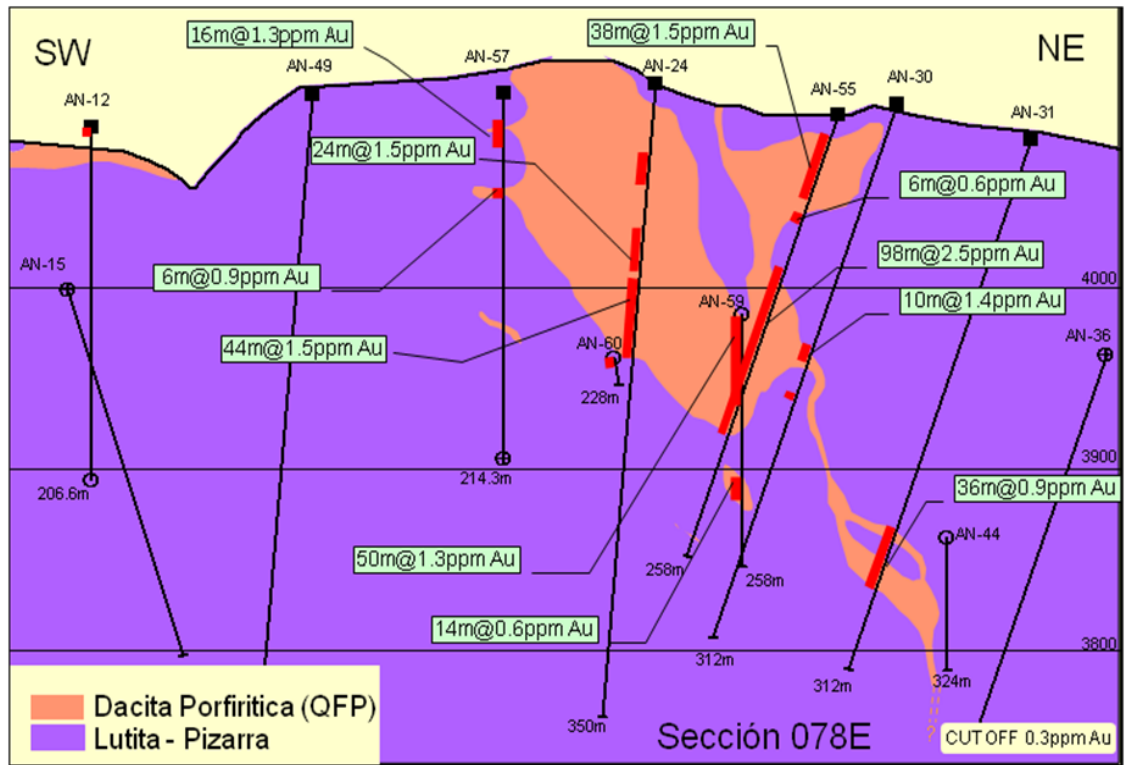 16m@1.3ppm Au
38m@1.5ppm Au
SW
NE
AN-12
AN-49
AN-57
AN-24
AN-55
AN-30
AN-31
24m@1.5ppm Au
6m@0.6ppm Au
98m@2.5ppm Au
AN-15
6m@0.9ppm Au
4000
AN-59
10m@1.4ppm Au
44m@1.5ppm Au
AN-60
AN-36
228m
3900
206.6m
214.3m
36m@0.9ppm Au
AN-44
50m@1.3ppm Au
258m
258m
14m@0.6ppm Au
3800
312m
312m
324m
350m
Dacita Porfiritica (QFP)
Lutita - Pizarra
Sección 078E
?
CUT OFF 0.3ppm Au